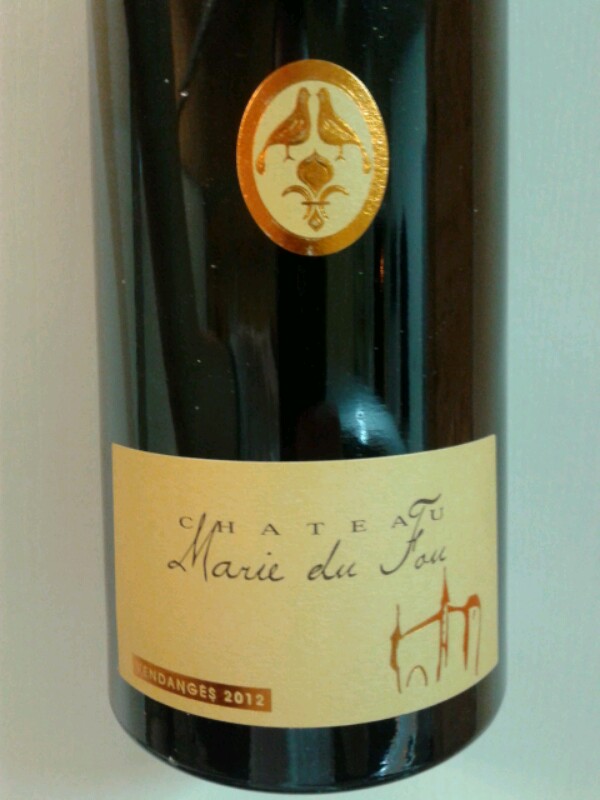 CHATEAU
Marie du Fou
VENDANGES 2012